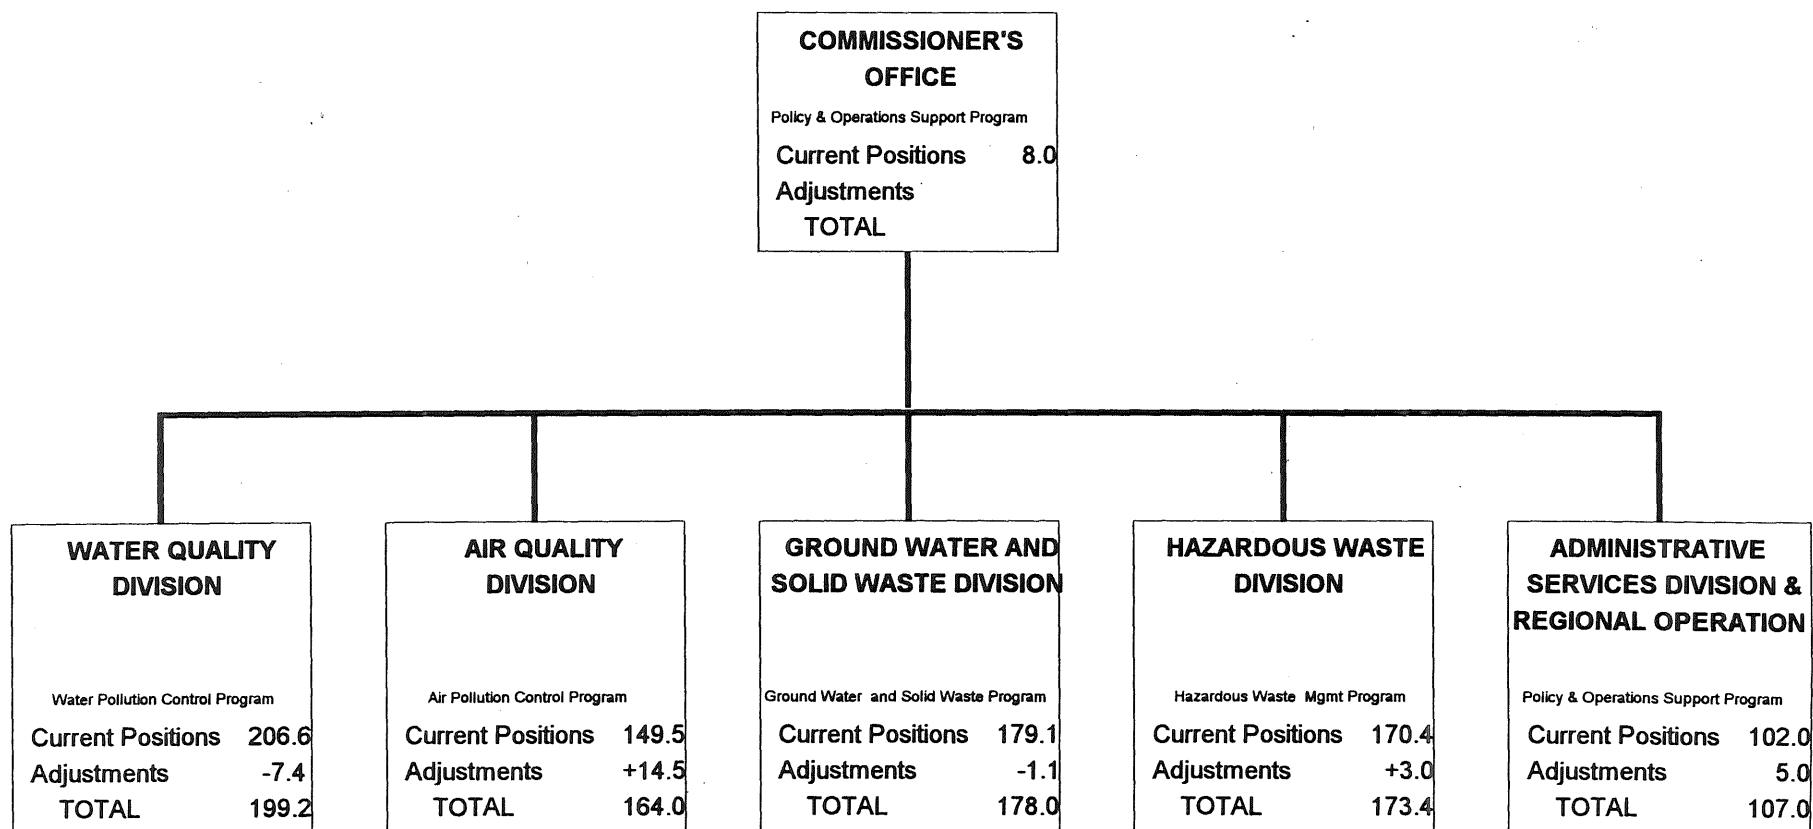 COMMISSIONER'S
OFFICE
Policy & Operations Support Program
Current Positions 8.0
Adjustments
TOTAL
WATER QUALITY
DIVISION
Water Pollution Control Program
Current Positions 206.6
Adjustments -7.4
TOTAL 199.2
AIR QUALITY
DIVISION
Air Pollution Control Program
Current Positions 149.5
Adjustments +14.5
TOTAL 164.0
GROUND WATER AND
SOLID WASTE DIVISION
Ground Water and Solid Waste Program
Current Positions 179.1
Adjustments -1.1
TOTAL 178.0
HAZARDOUS WASTE
DIVISION
Hazardous Waste Mgmt Program
Current Positions 170.4
Adjustments +3.0
TOTAL 173.4
ADMINISTRATIVE
SERVICES DIVISION &
REGIONAL OPERATION
Policy & Operations Support Program
Current Positions 102.0
Adjustments 5.0
TOTAL 107.0